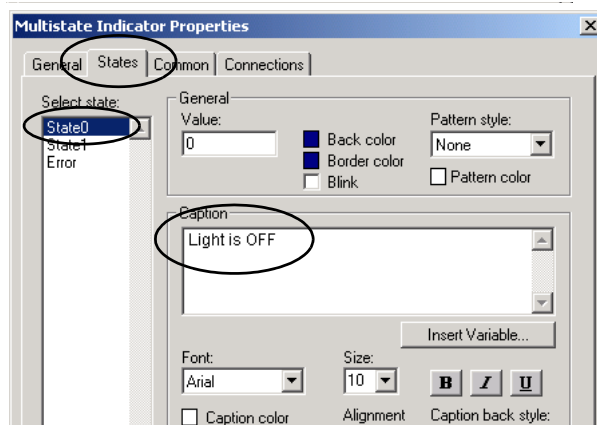 Multistate Indicator Properties
General States Common Connections
Select state:
State0
State1
Error
General
Value:
0
Back color
Border color
Blink
Pattern style:
None
Pattern color
Caption
Light is OFF
Insert Variable...
Font:
Arial
Size:
10
B I U
Caption color
Alignment
Caption back style: